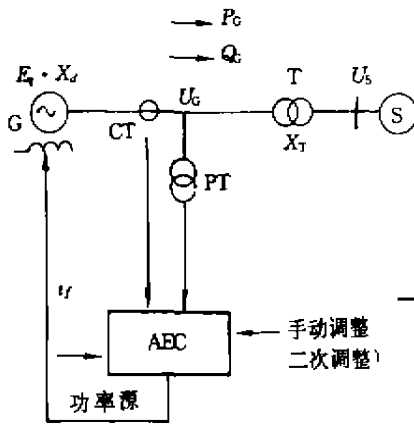 P_G
Q_G
E_q · X_d
G
CT
U_G
T
X_T
U_S
S
PT
i_f
AEC
手动调整
二次调整)
功率源